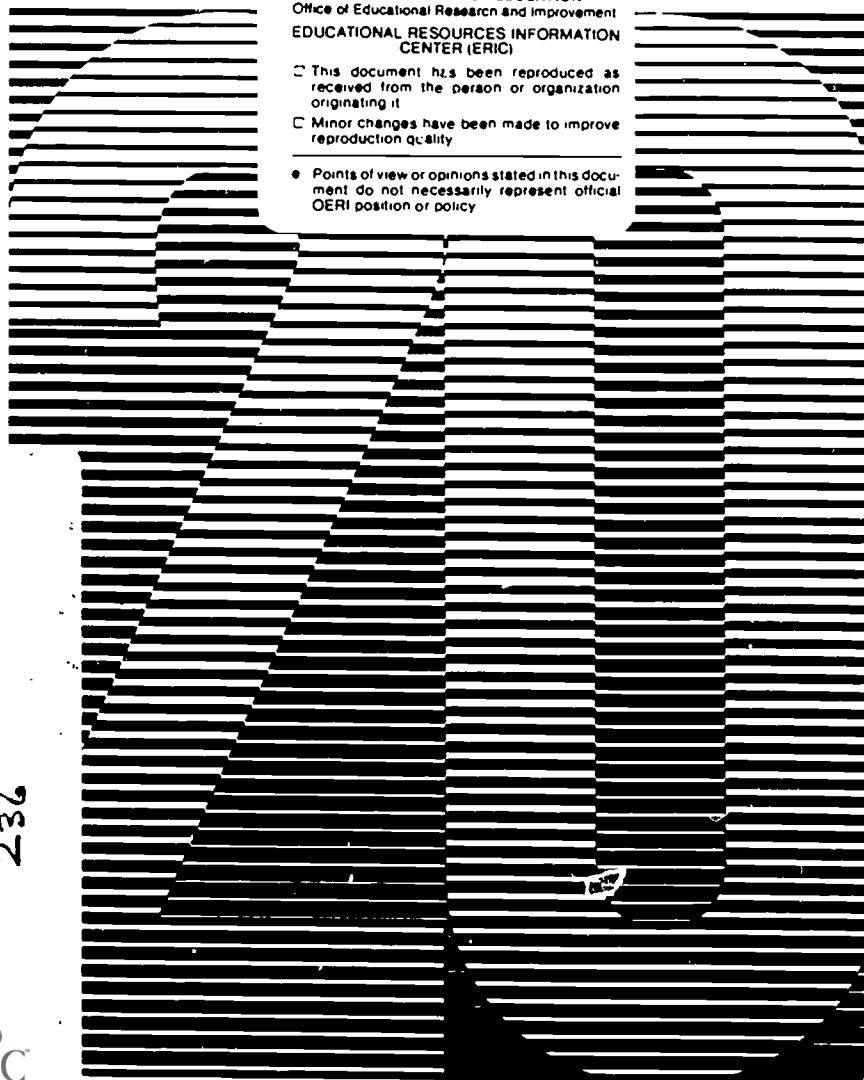 Office of Educational Research and Improvement
EDUCATIONAL RESOURCES INFORMATION
CENTER (ERIC)
This document has been reproduced as
received from the person or organization
originating it
Minor changes have been made to improve
reproduction quality
Points of view or opinions stated in this docu-
ment do not necessarily represent official
OERI position or policy
20
236